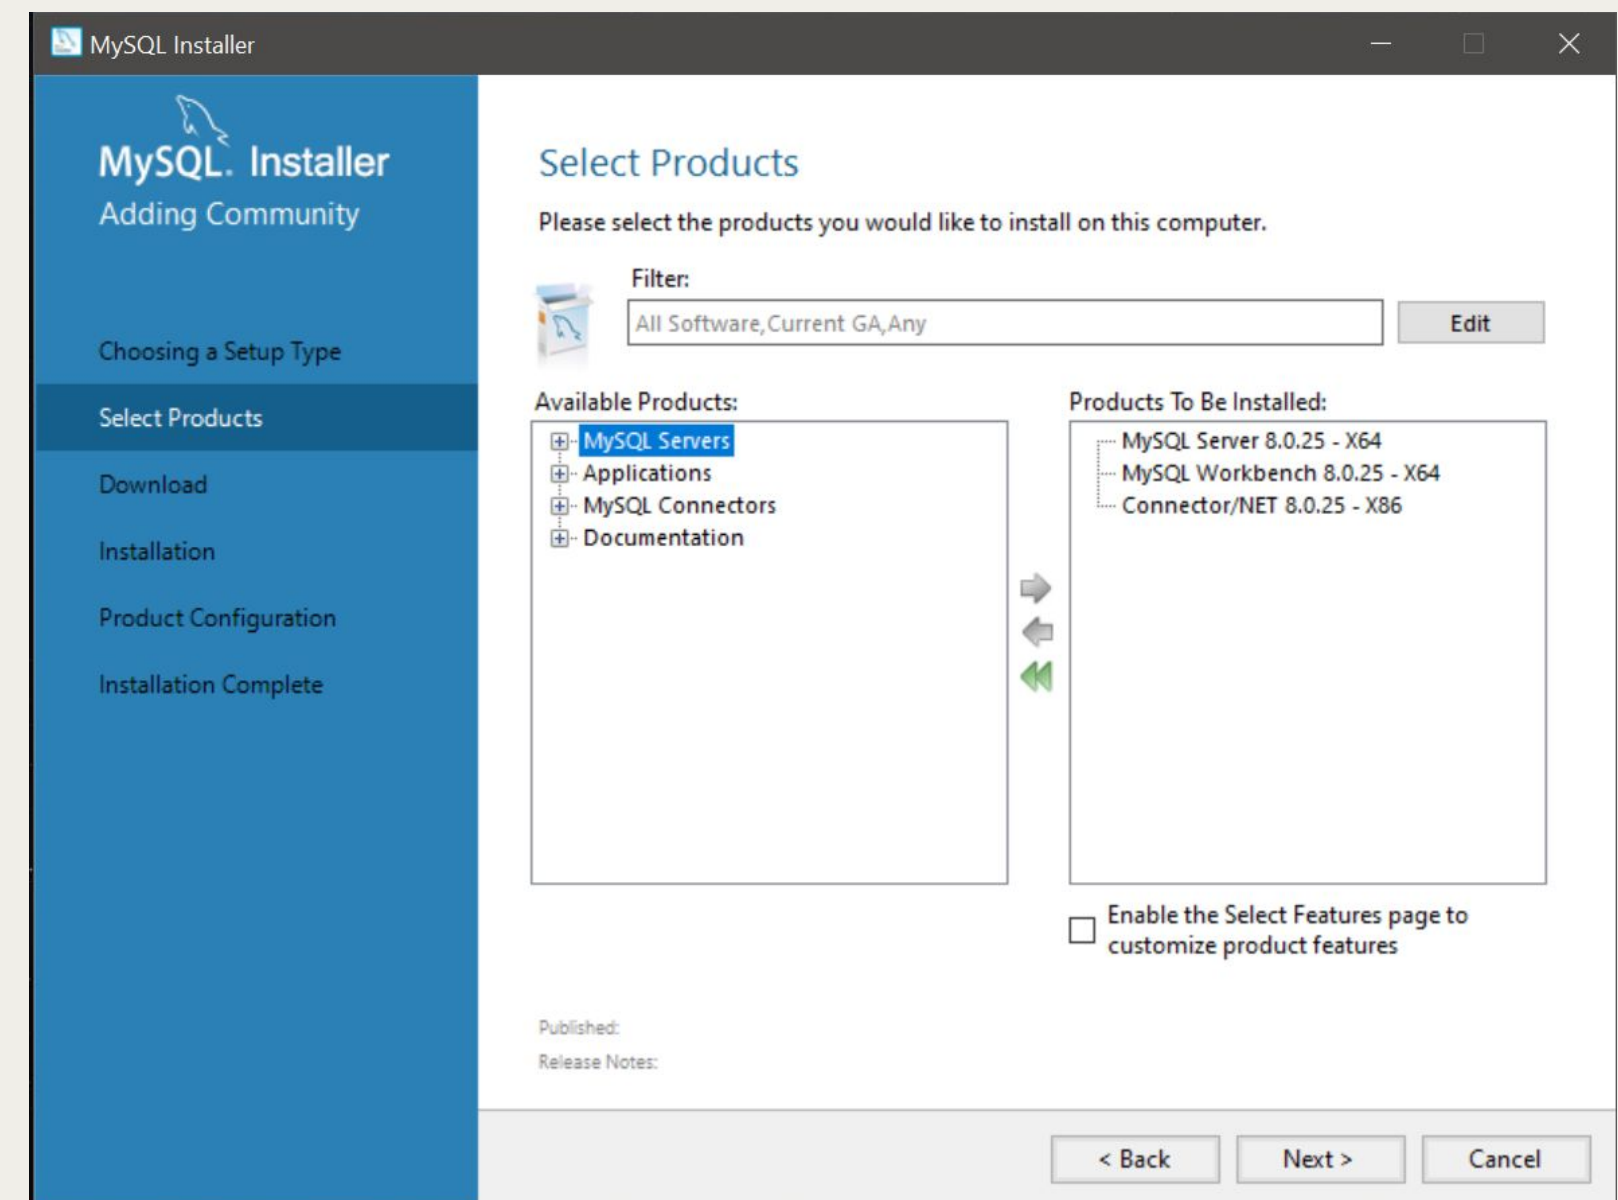 MySQL Installer
MySQL. Installer
Adding Community
Choosing a Setup Type
Select Products
Download
Installation
Product Configuration
Installation Complete
Select Products
Please select the products you would like to install on this computer.
Filter:
All Software,Current GA,Any
Edit
Available Products:
MySQL Servers
Applications
MySQL Connectors
Documentation
Products To Be Installed:
MySQL Server 8.0.25 - X64
MySQL Workbench 8.0.25 - X64
Connector/NET 8.0.25 - X86
Enable the Select Features page to
customize product features
Published:
Release Notes:
< Back
Next >
Cancel